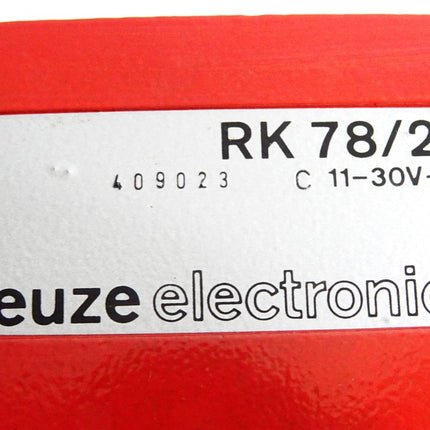 RK 78/2
409023 C 11-30V-
euze electronic